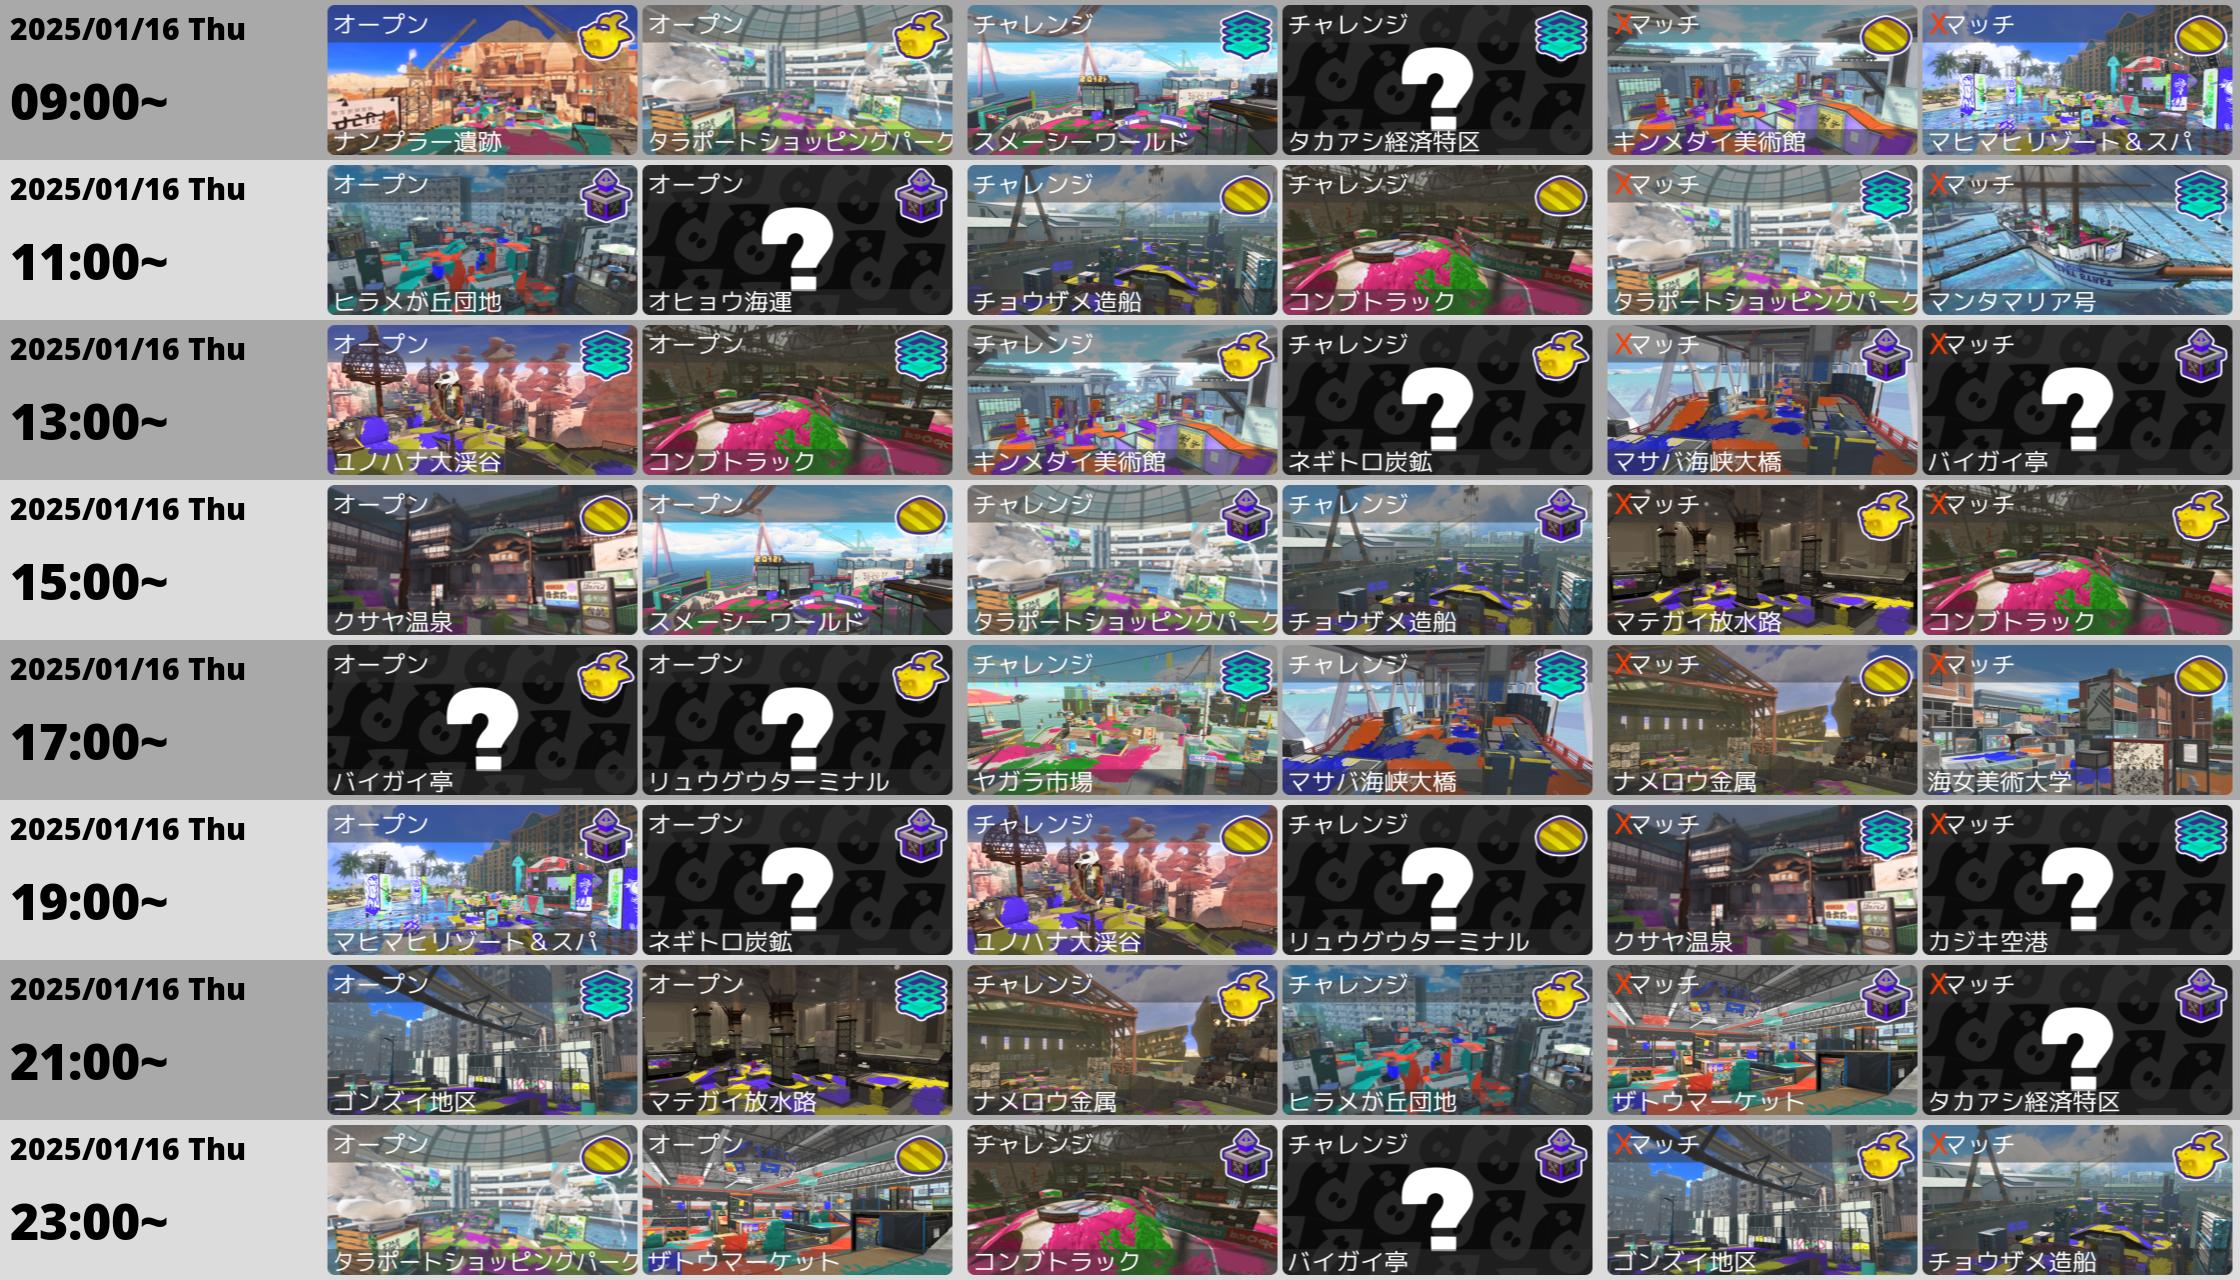 2025/01/16 Thu
09:00~
オープン
ナンプラー遺跡
オープン
タラポートショッピングパーク
チャレンジ
スメーシーワールド
チャレンジ
?
タカアシ経済特区
Xマッチ
キンメダイ美術館
Xマッチ
マヒマヒリゾート＆スパ
2025/01/16 Thu
11:00~
オープン
ヒラメが丘団地
オープン
?
オヒョウ海運
チャレンジ
チョウザメ造船
チャレンジ
コンブトラック
Xマッチ
タラポートショッピングパーク
Xマッチ
マンタマリア号
2025/01/16 Thu
13:00~
オープン
ユノハナ大渓谷
オープン
コンブトラック
チャレンジ
キンメダイ美術館
チャレンジ
?
ネギトロ炭鉱
Xマッチ
マサバ海峡大橋
Xマッチ
?
バイガイ亭
2025/01/16 Thu
15:00~
オープン
クサヤ温泉
オープン
スメーシーワールド
チャレンジ
タラポートショッピングパーク
チャレンジ
チョウザメ造船
Xマッチ
マテガイ放水路
Xマッチ
コンブトラック
2025/01/16 Thu
17:00~
オープン
?
バイガイ亭
オープン
?
リュウグウターミナル
チャレンジ
ヤガラ市場
チャレンジ
マサバ海峡大橋
Xマッチ
ナメロウ金属
Xマッチ
海女美術大学
2025/01/16 Thu
19:00~
オープン
マヒマヒリゾート＆スパ
オープン
?
ネギトロ炭鉱
チャレンジ
ユノハナ大渓谷
チャレンジ
?
リュウグウターミナル
Xマッチ
クサヤ温泉
Xマッチ
?
カジキ空港
2025/01/16 Thu
21:00~
オープン
ゴンズイ地区
オープン
マテガイ放水路
チャレンジ
ナメロウ金属
チャレンジ
ヒラメが丘団地
Xマッチ
ザトウマーケット
Xマッチ
?
タカアシ経済特区
2025/01/16 Thu
23:00~
オープン
タラポートショッピングパーク
オープン
ザトウマーケット
チャレンジ
コンブトラック
チャレンジ
?
バイガイ亭
Xマッチ
ゴンズイ地区
Xマッチ
チョウザメ造船